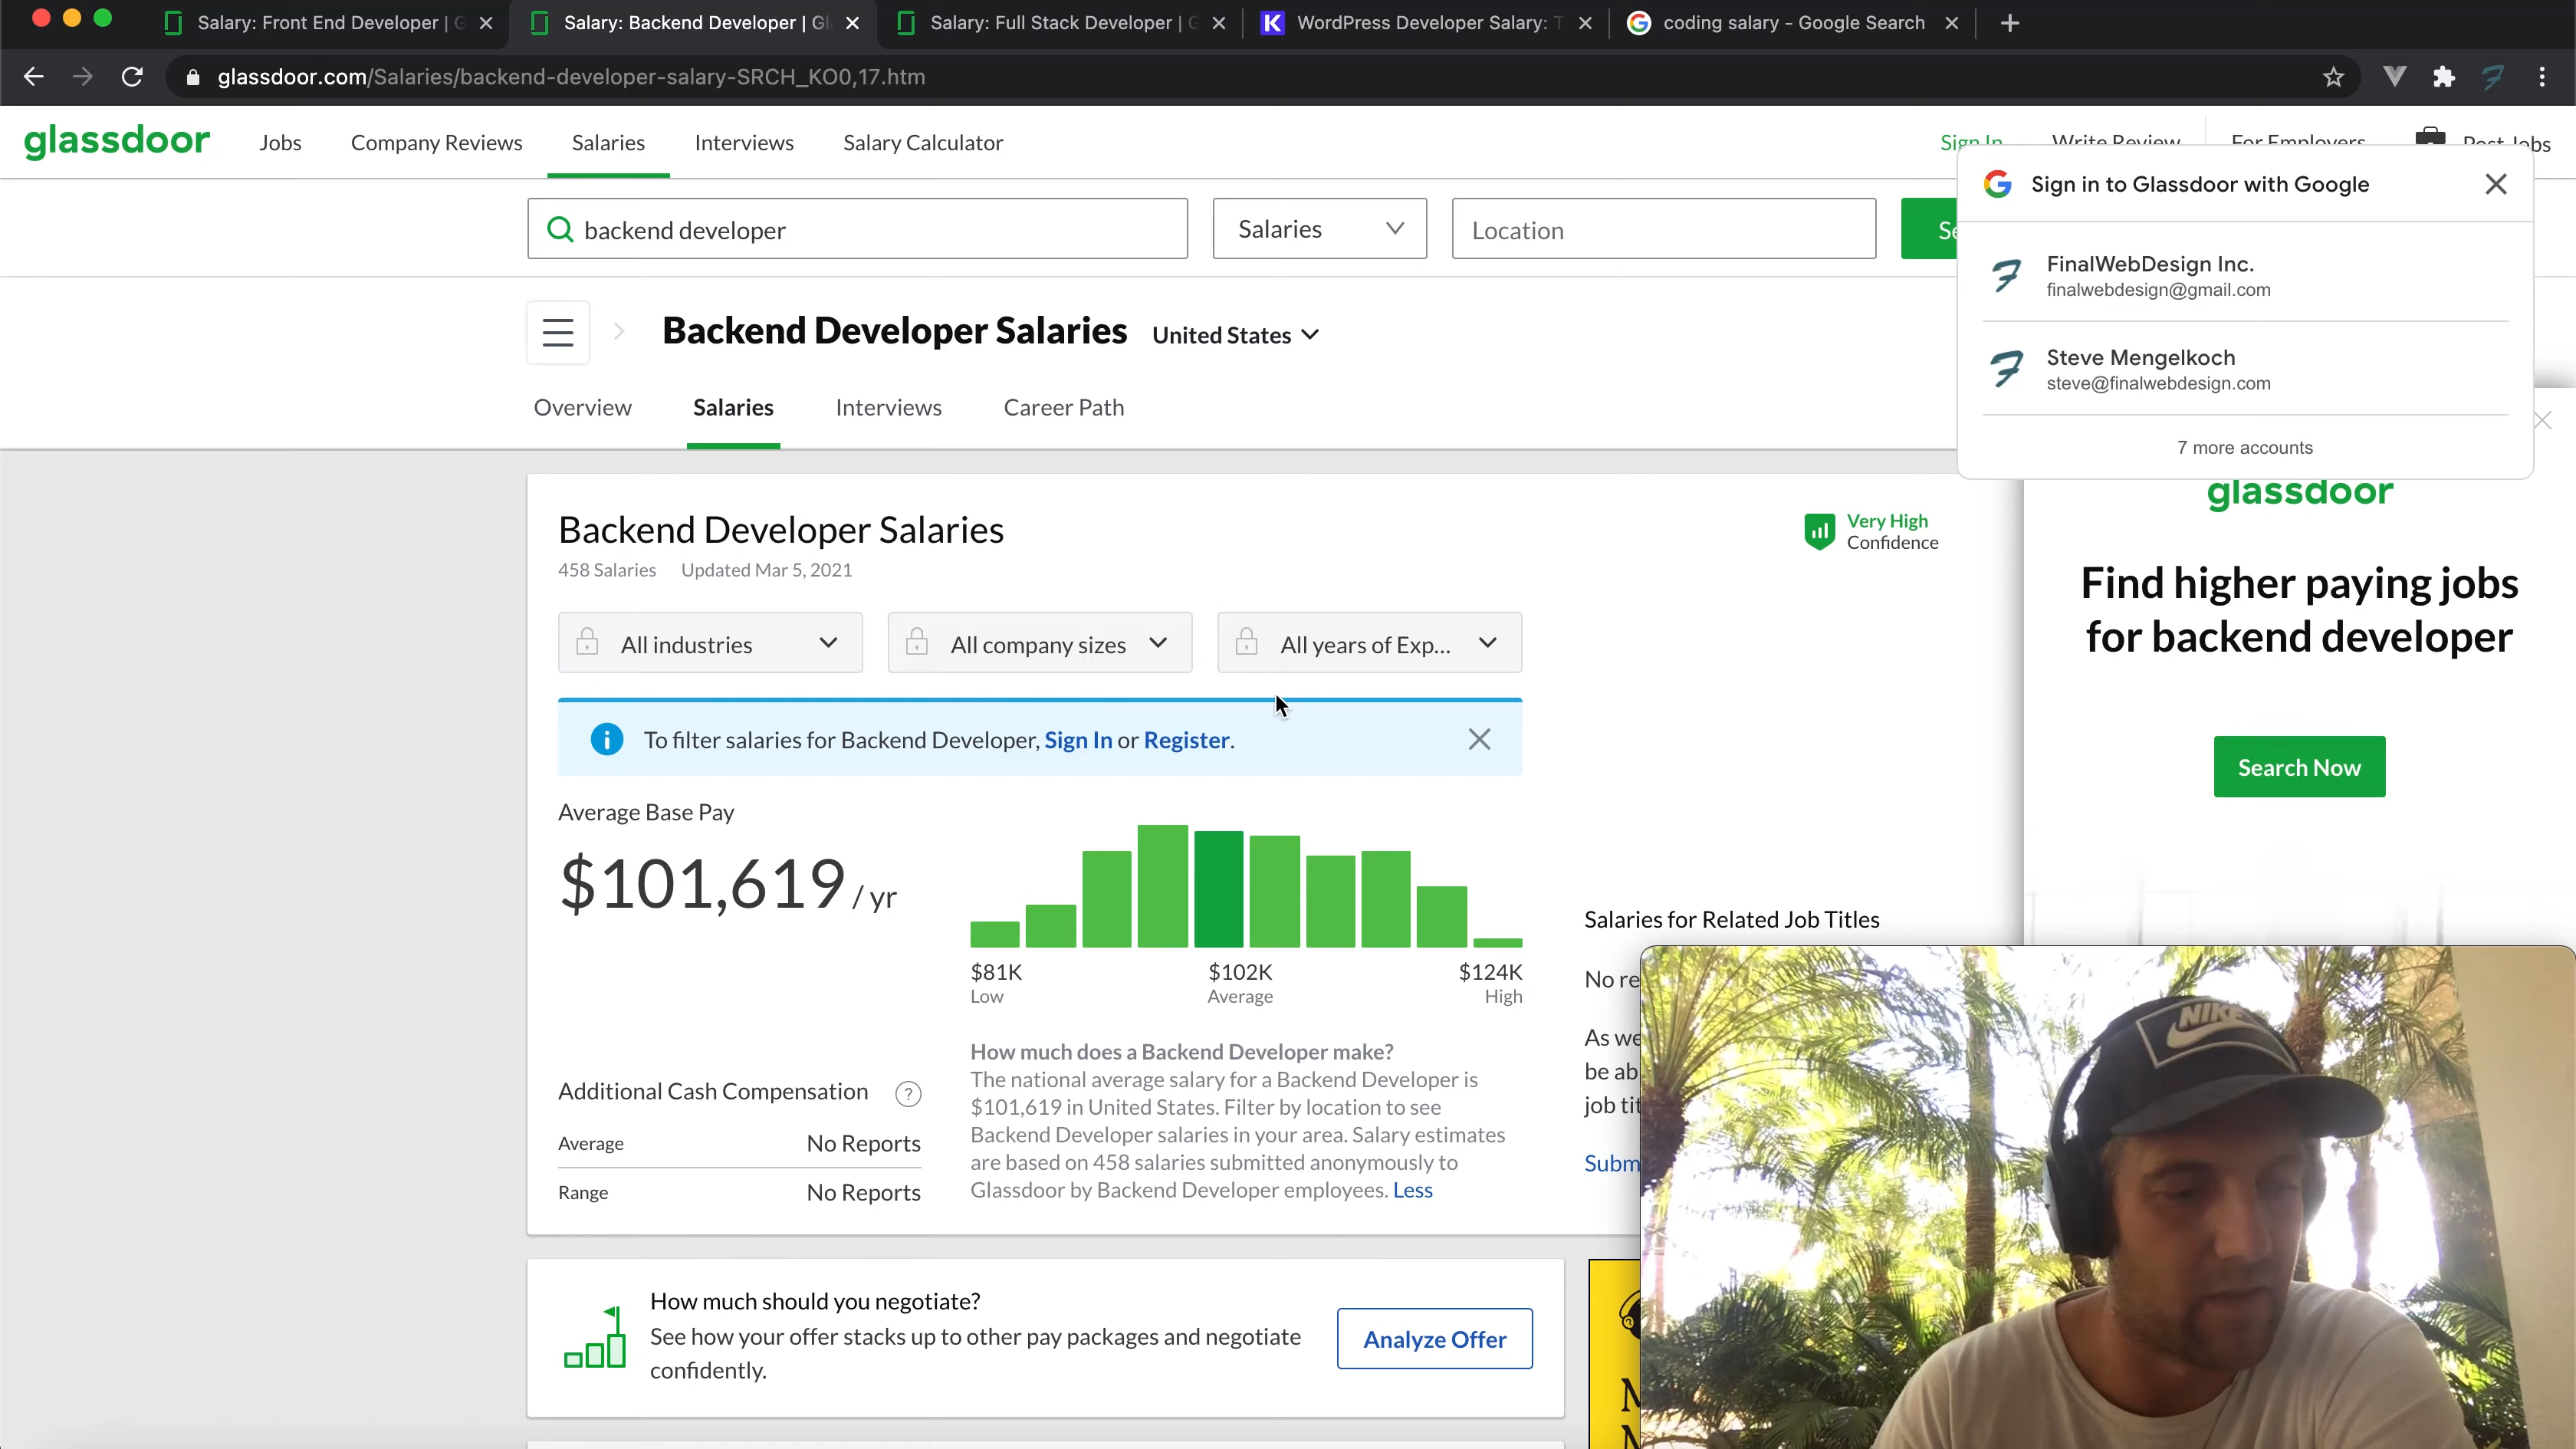 Salary: Front End Developer | G
Salary: Backend Developer | Gl
Salary: Full Stack Developer | G
WordPress Developer Salary: T
coding salary - Google Search
glassdoor.com/Salaries/backend-developer-salary-SRCH_KO0,17.htm
glassdoor
Jobs
Company Reviews
Salaries
Interviews
Salary Calculator
Sign In
Write Review
For Employers
Post Jobs
backend developer
Salaries
Location
Sign in to Glassdoor with Google
FinalWebDesign Inc.
finalwebdesign@gmail.com
Steve Mengelkoch
steve@finalwebdesign.com
7 more accounts
Backend Developer Salaries
United States
Overview
Salaries
Interviews
Career Path
Backend Developer Salaries
458 Salaries Updated Mar 5, 2021
Very High
Confidence
All industries
All company sizes
All years of Exp...
To filter salaries for Backend Developer, Sign In or Register.
Average Base Pay
$101,619 / yr
$81K
Low
$102K
Average
$124K
High
How much does a Backend Developer make?
The national average salary for a Backend Developer is
$101,619 in United States. Filter by location to see
Backend Developer salaries in your area. Salary estimates
are based on 458 salaries submitted anonymously to
Glassdoor by Backend Developer employees. Less
Additional Cash Compensation ?
Average No Reports
Range No Reports
Salaries for Related Job Titles
No re
As we
be ab
job tit
Subm
glassdoor
Find higher paying jobs
for backend developer
Search Now
How much should you negotiate?
See how your offer stacks up to other pay packages and negotiate
confidently.
Analyze Offer
NIKE